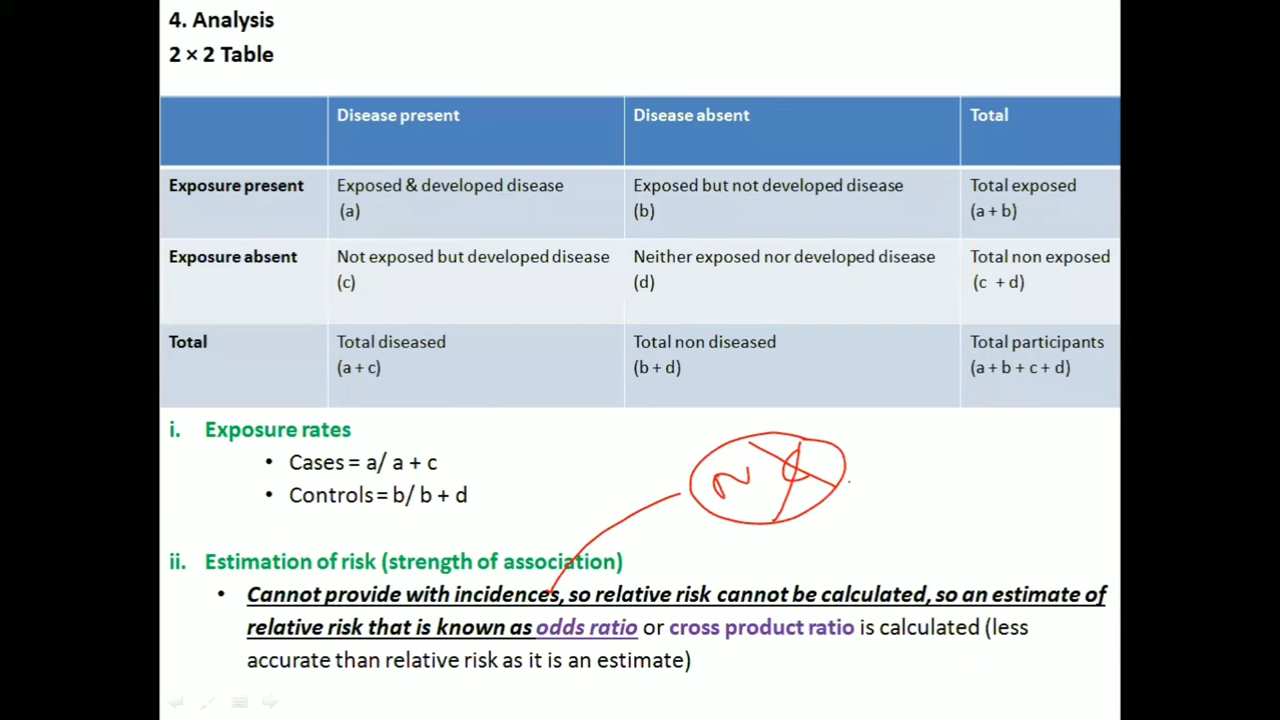 4. Analysis
2 × 2 Table
Disease present Disease absent Total
Exposure present Exposed & developed disease Exposed but not developed disease Total exposed
(a) (b) (a + b)
Exposure absent Not exposed but developed disease Neither exposed nor developed disease Total non exposed
(c) (d) (c + d)
Total Total diseased Total non diseased Total participants
(a + c) (b + d) (a + b + c + d)
i. Exposure rates
• Cases = a/ a + c
• Controls = b/ b + d
ii. Estimation of risk (strength of association)
• Cannot provide with incidences, so relative risk cannot be calculated, so an estimate of
relative risk that is known as odds ratio or cross product ratio is calculated (less
accurate than relative risk as it is an estimate)